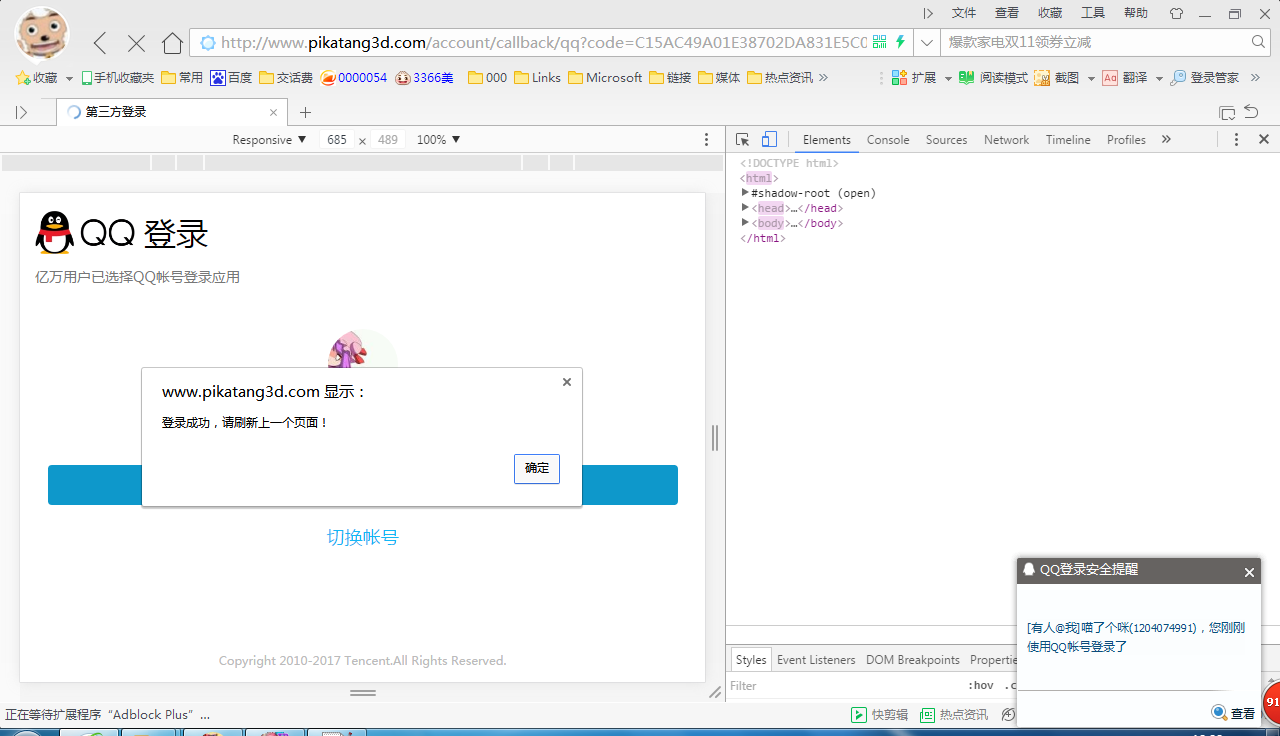 文件 查看 收藏 工具 帮助
http://www.pikatang3d.com/account/callback/qq?code=C15AC49A01E38702DA831E5C0
爆款家电双11领券立减
收藏 手机收藏夹 常用 百度 交话费 0000054 3366美 000 Links Microsoft 链接 媒体 热点资讯 » 扩展 阅读模式 截图 Aあ 翻译 登录管家 »
第三方登录
Responsive ▼ 685 x 489 100% ▼
Elements Console Sources Network Timeline Profiles »
<!DOCTYPE html>
<html>
▶#shadow-root (open)
▶<head>…</head>
▶<body>…</body>
</html>
QQ 登录
亿万用户已选择QQ帐号登录应用
www.pikatang3d.com 显示：
登录成功，请刷新上一个页面！
确定
切换帐号
Copyright 2010-2017 Tencent.All Rights Reserved.
Styles Event Listeners DOM Breakpoints Propertie
Filter :hov .c
QQ登录安全提醒
[有人@我]喵了个咪(1204074991)，您刚刚
使用QQ帐号登录了
查看
91
正在等待扩展程序“Adblock Plus”…
快剪辑 热点资讯